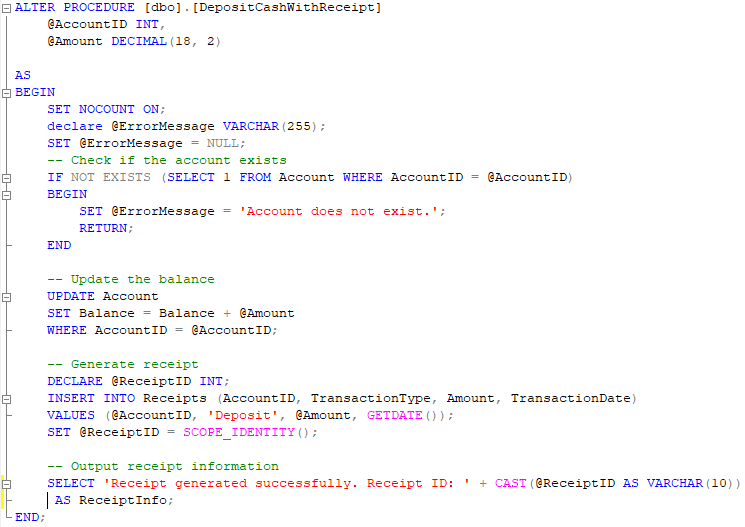 ALTER PROCEDURE [dbo].[DepositCashWithReceipt]
    @AccountID INT,
    @Amount DECIMAL(18, 2)

AS
BEGIN
    SET NOCOUNT ON;
    declare @ErrorMessage VARCHAR(255);
    SET @ErrorMessage = NULL;
    -- Check if the account exists
    IF NOT EXISTS (SELECT 1 FROM Account WHERE AccountID = @AccountID)
    BEGIN
        SET @ErrorMessage = 'Account does not exist.';
        RETURN;
    END

    -- Update the balance
    UPDATE Account
    SET Balance = Balance + @Amount
    WHERE AccountID = @AccountID;

    -- Generate receipt
    DECLARE @ReceiptID INT;
    INSERT INTO Receipts (AccountID, TransactionType, Amount, TransactionDate)
    VALUES (@AccountID, 'Deposit', @Amount, GETDATE());
    SET @ReceiptID = SCOPE_IDENTITY();

    -- Output receipt information
    SELECT 'Receipt generated successfully. Receipt ID: ' + CAST(@ReceiptID AS VARCHAR(10))
     AS ReceiptInfo;
END;